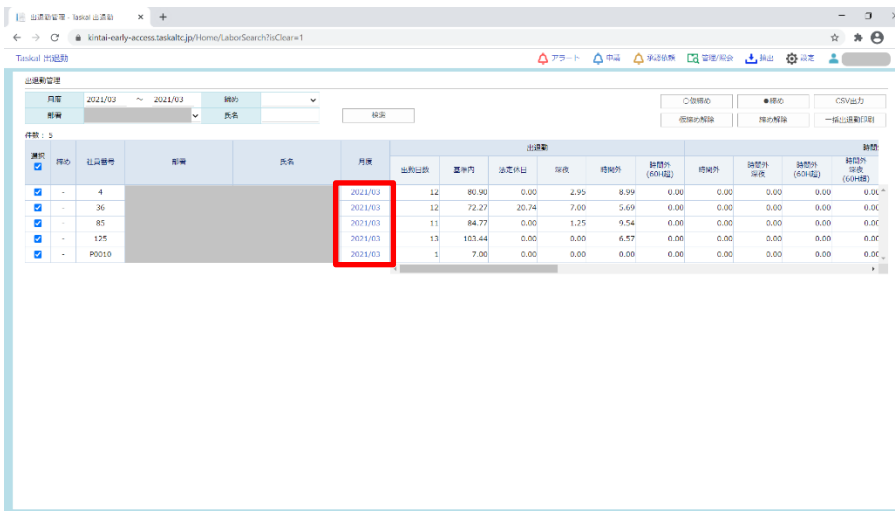 出退勤管理 - Taskal 出退勤
kintai-early-access.taskaltc.jp/Home/LaborSearch?isClear=1
Taskal 出退勤 アラート 申請 承認依頼 管理/照会 抽出 設定
出退勤管理
月度 2021/03 ～ 2021/03 締め ○仮締め ●締め CSV出力
部署 氏名 検索 仮締め解除 締め解除 一括出退勤印刷
件数: 5
選択 締め 社員番号 部署 氏名 月度 出退勤 時間
出勤日数 基準内 法定休日 深夜 時間外 時間外(60H超) 時間外 時間外深夜 時間外(60H超) 時間外深夜(60H超)
- 4 2021/03 12 80.90 0.00 2.95 8.99 0.00 0.00 0.00 0.00 0.00
- 36 2021/03 12 72.27 20.74 7.00 5.69 0.00 0.00 0.00 0.00 0.00
- 85 2021/03 11 84.77 0.00 1.25 9.54 0.00 0.00 0.00 0.00 0.00
- 125 2021/03 13 103.44 0.00 0.00 6.57 0.00 0.00 0.00 0.00 0.00
- P0010 2021/03 1 7.00 0.00 0.00 0.00 0.00 0.00 0.00 0.00 0.00